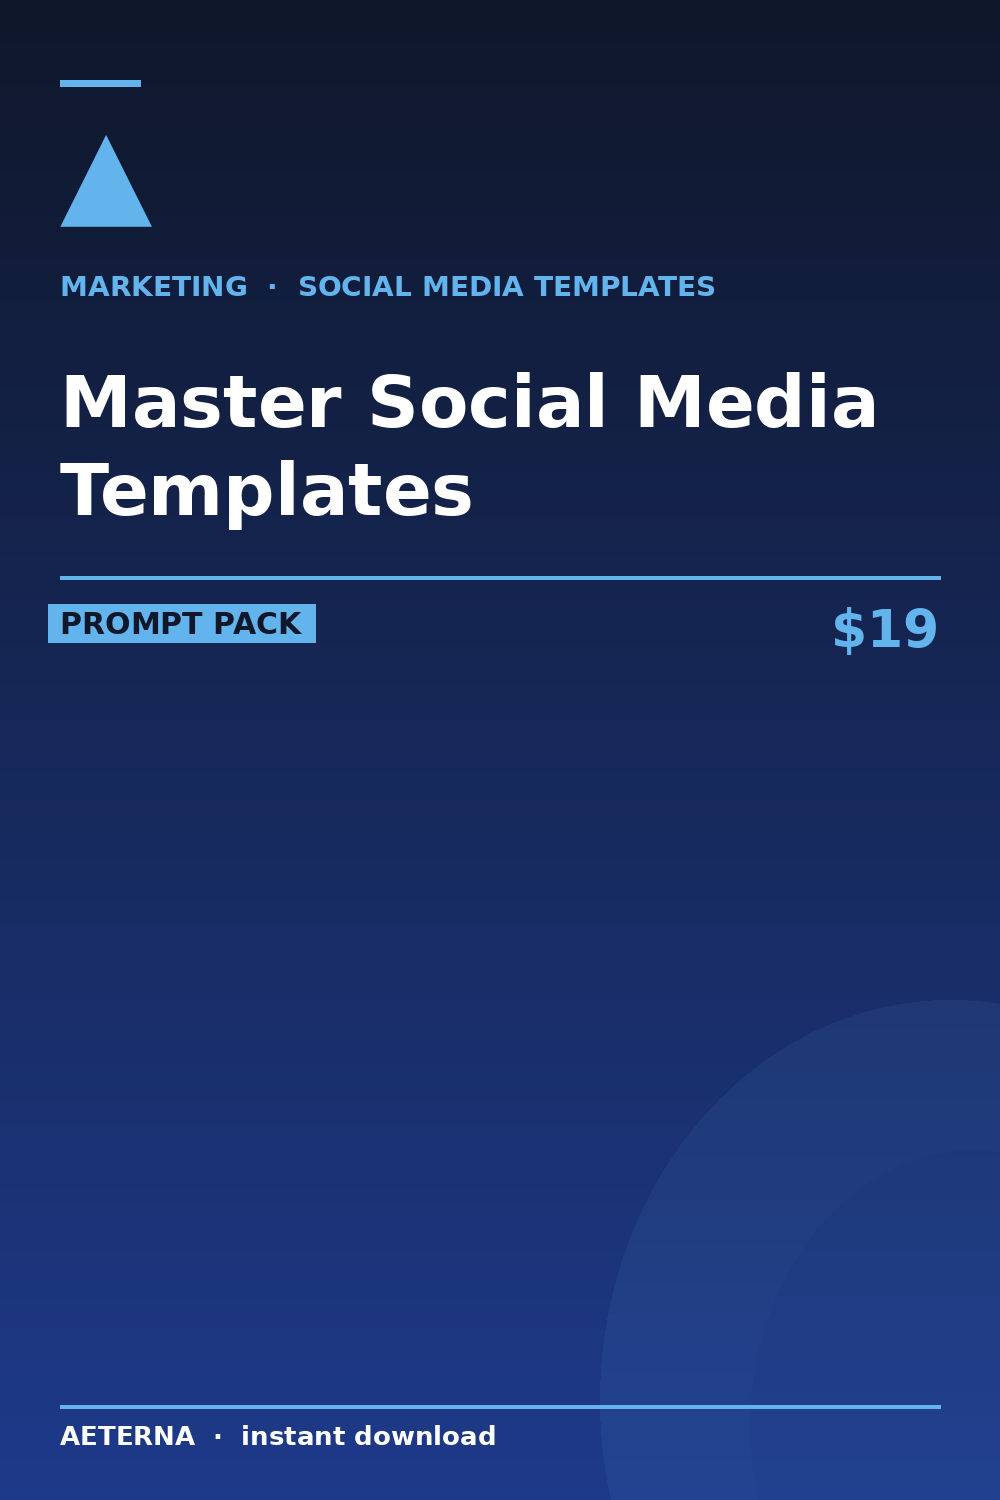 MARKETING · SOCIAL MEDIA TEMPLATES
Master Social Media
Templates
PROMPT PACK
$19
AETERNA · instant download